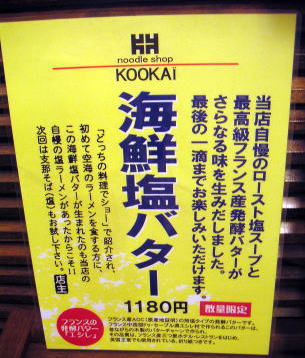 noodle shop
KOOKAI
当店自慢のロースト塩スープと
最高級フランス産発酵バターが
さらなる味を生みだしました。
最後の一滴までお楽しみいただけます。
海鮮塩バター
「どっちの料理でショー」で紹介され、
初めて空海のラーメンを食する方に、
この海鮮塩バターが生まれたのも当店の
自慢の塩ラーメンがあったからこそ!!
次回は支那そば(塩)もお試し下さい。 店主
1180円
数量限定
フランスの
発酵バター
「エシレ」